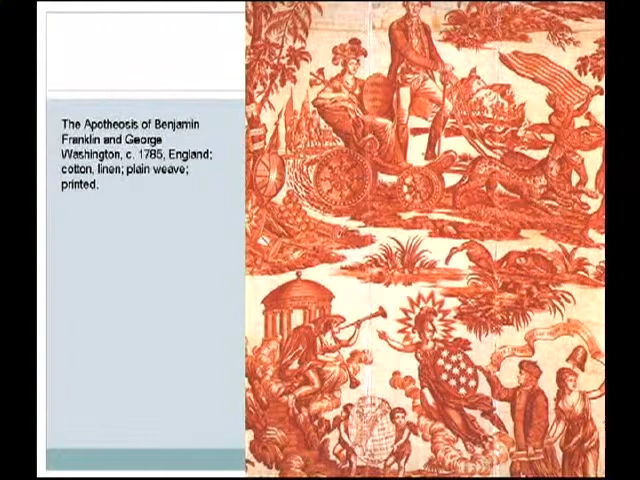 The Apotheosis of Benjamin
Franklin and George
Washington, c. 1785, England;
cotton, linen; plain weave;
printed.